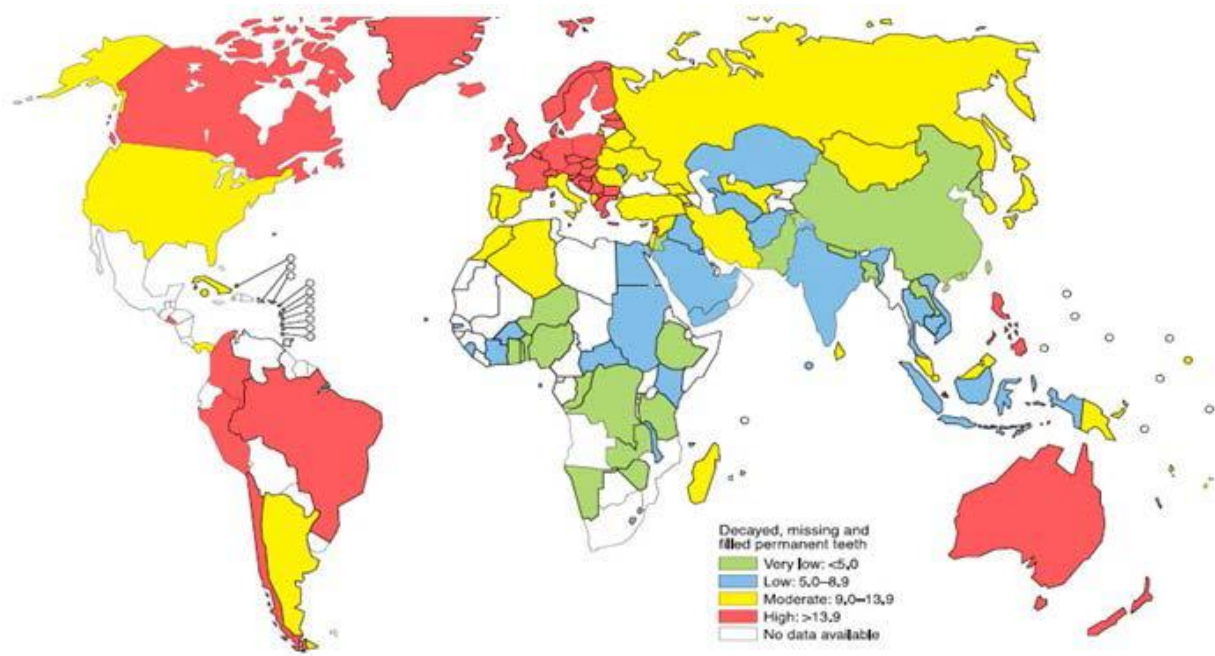 Decayed, missing and
filled permanent teeth
Very low: <5.0
Low: 5.0–8.9
Moderate: 9.0–13.9
High: >13.9
No data available